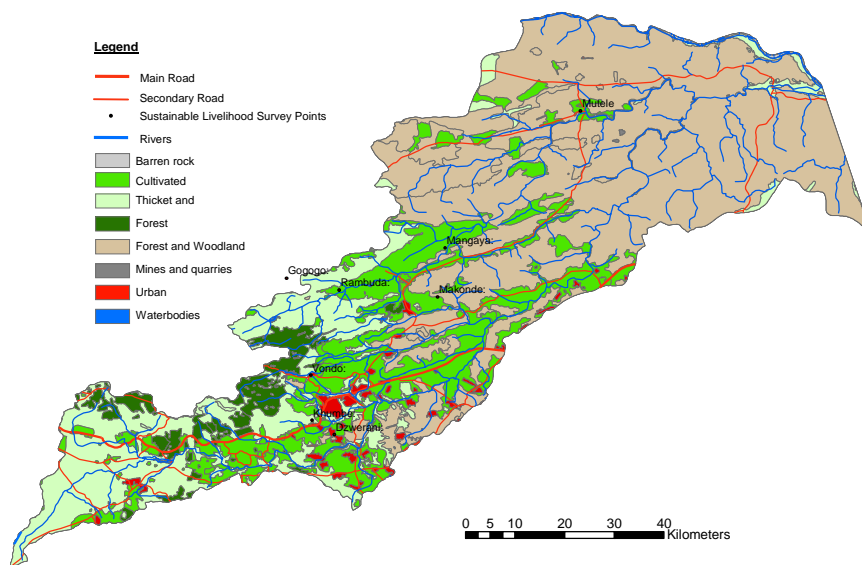 Legend
Main Road
Secondary Road
Sustainable Livelihood Survey Points
Rivers
Barren rock
Cultivated
Thicket and
Forest
Forest and Woodland
Mines and quarries
Urban
Waterbodies
Mutele
Mangaya:
Gogogo:
Rambuda:
Makonde:
Vondo:
Khumbe:
Dzwerani:
0 5 10 20 30 40
Kilometers